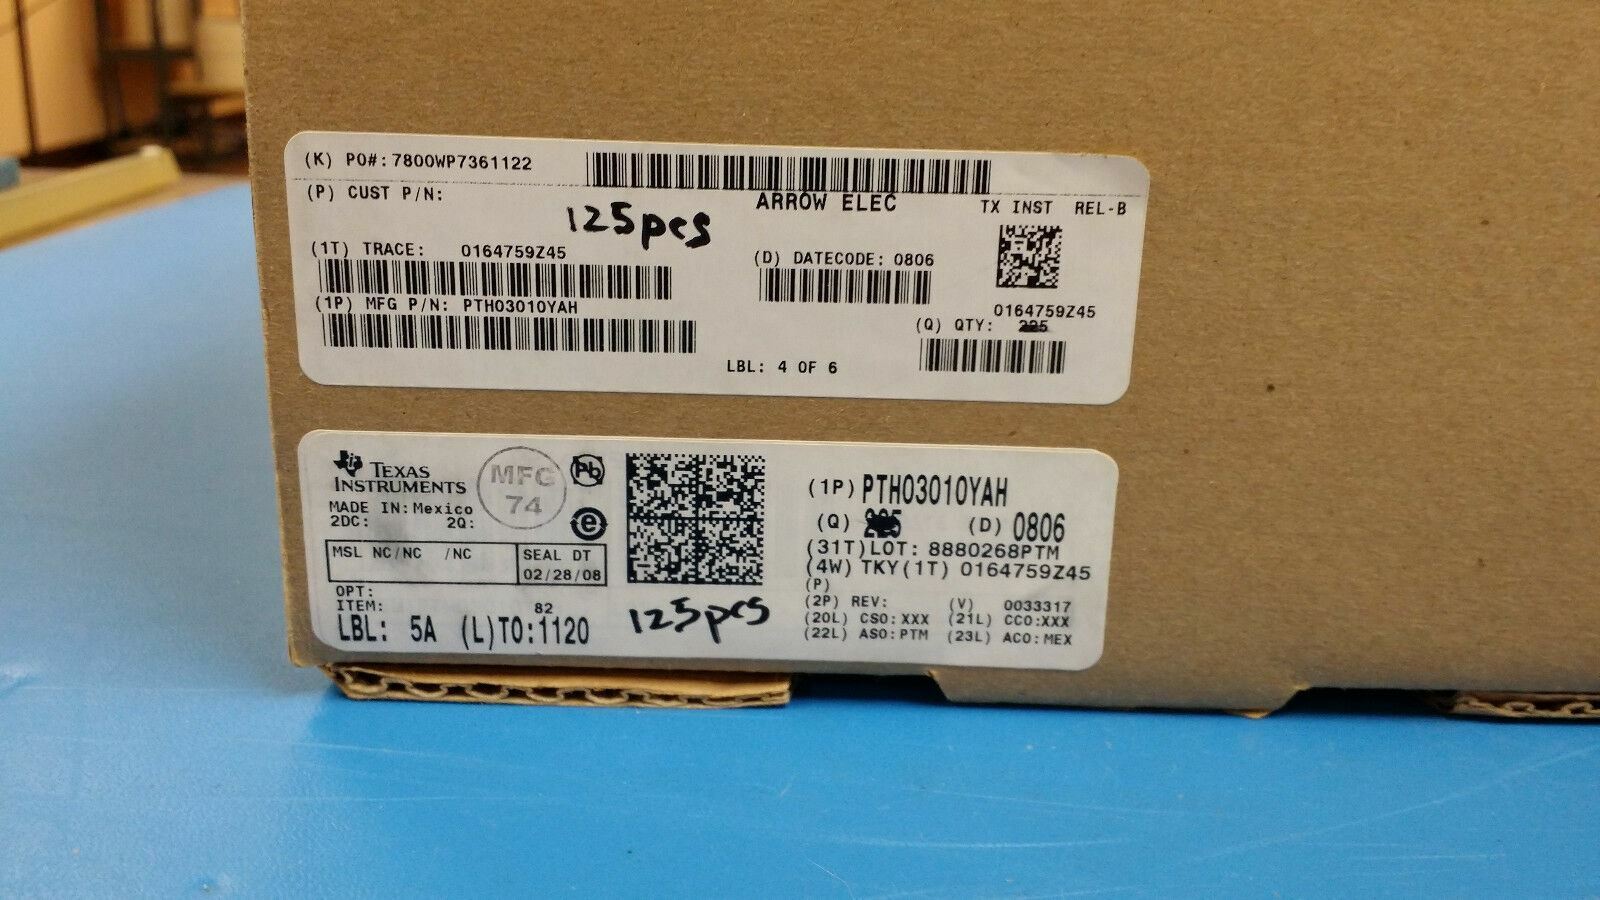 (K) PO#: 7800WP7361122
(P) CUST P/N:
125pcs
ARROW ELEC
TX INST REL-B
(1T) TRACE: 0164759Z45
(D) DATECODE: 0806
(1P) MFG P/N: PTH03010YAH
0164759Z45
(Q) QTY:
LBL: 4 OF 6
TEXAS
INSTRUMENTS
MFG
74
Pb
e
MADE IN: Mexico
2DC: 2Q:
MSL NC/NC /NC
SEAL DT
02/28/08
OPT:
ITEM:
82
LBL: 5A (L)TO:1120
125pcs
(1P) PTH03010YAH
(Q) (D) 0806
(31T)LOT: 8880268PTM
(4W) TKY(1T) 0164759Z45
(P)
(2P) REV: (V) 0033317
(20L) CSO: XXX (21L) CCO:XXX
(22L) ASO:PTM (23L) ACO:MEX